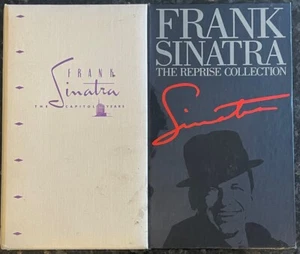 FRANK
Sinatra
THE CAPITOL YEARS
FRANK
SINATRA
THE REPRISE COLLECTION
Sinatra